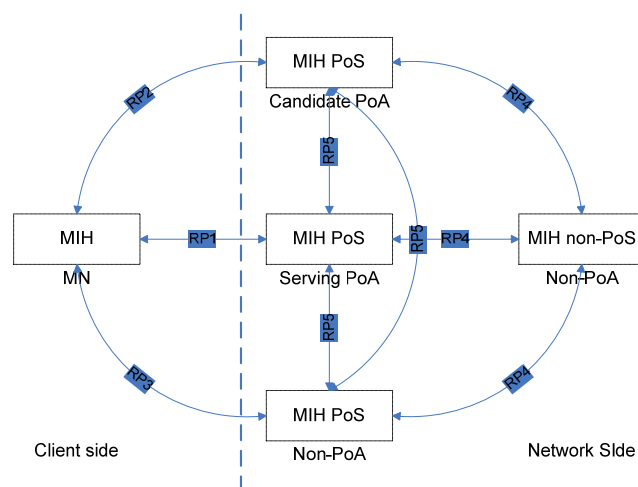 MIH PoS
Candidate PoA
RP2
RP4
RP5
MIH
MN
RP1
MIH PoS
Serving PoA
RP5
RP4
MIH non-PoS
Non-PoA
RP5
RP3
RP4
MIH PoS
Non-PoA
Client side
Network SIde